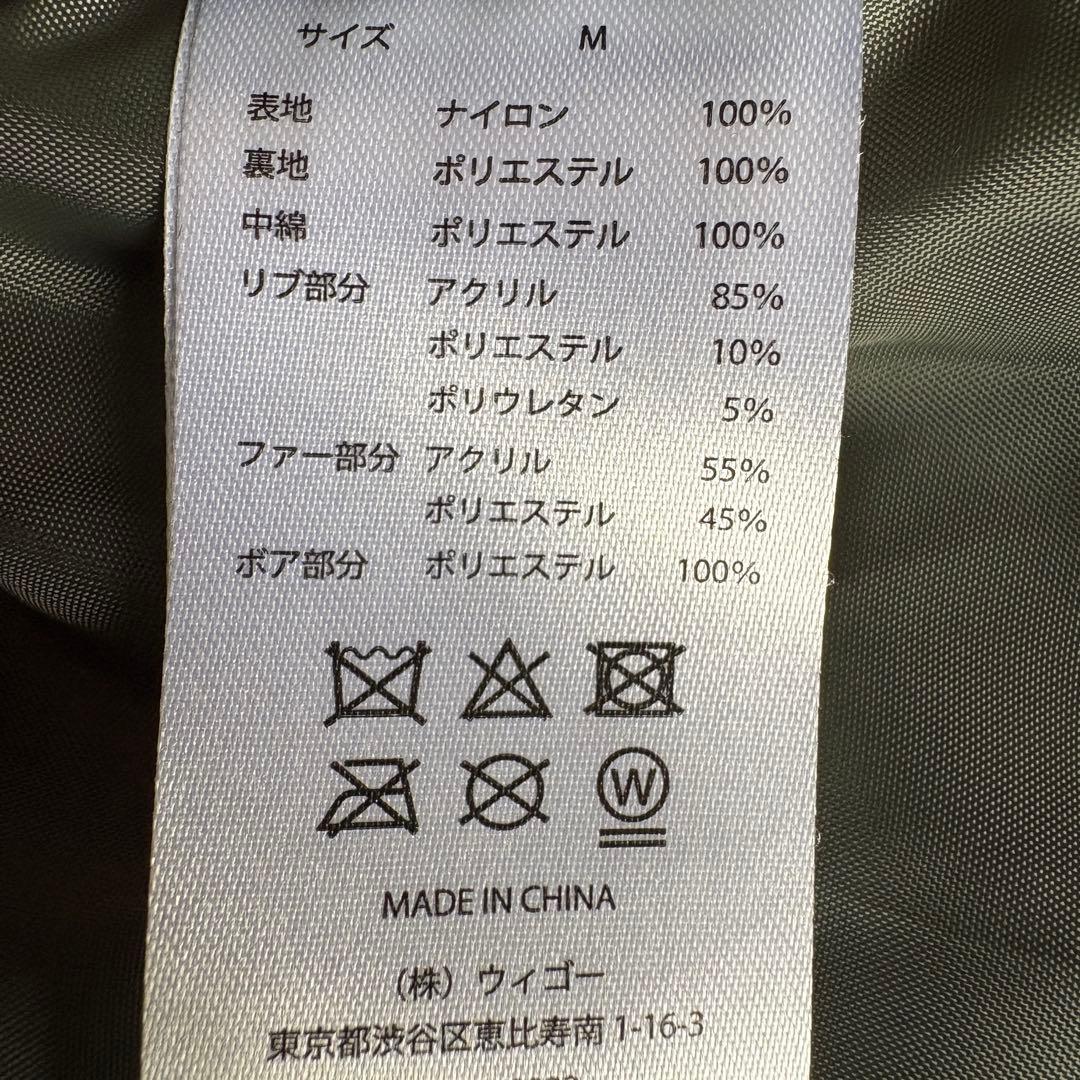 サイズ M
表地 ナイロン 100%
裏地 ポリエステル 100%
中綿 ポリエステル 100%
リブ部分 アクリル 85%
ポリエステル 10%
ポリウレタン 5%
ファー部分 アクリル 55%
ポリエステル 45%
ボア部分 ポリエステル 100%
W
MADE IN CHINA
(株)ウィゴー
東京都渋谷区恵比寿南 1-16-3